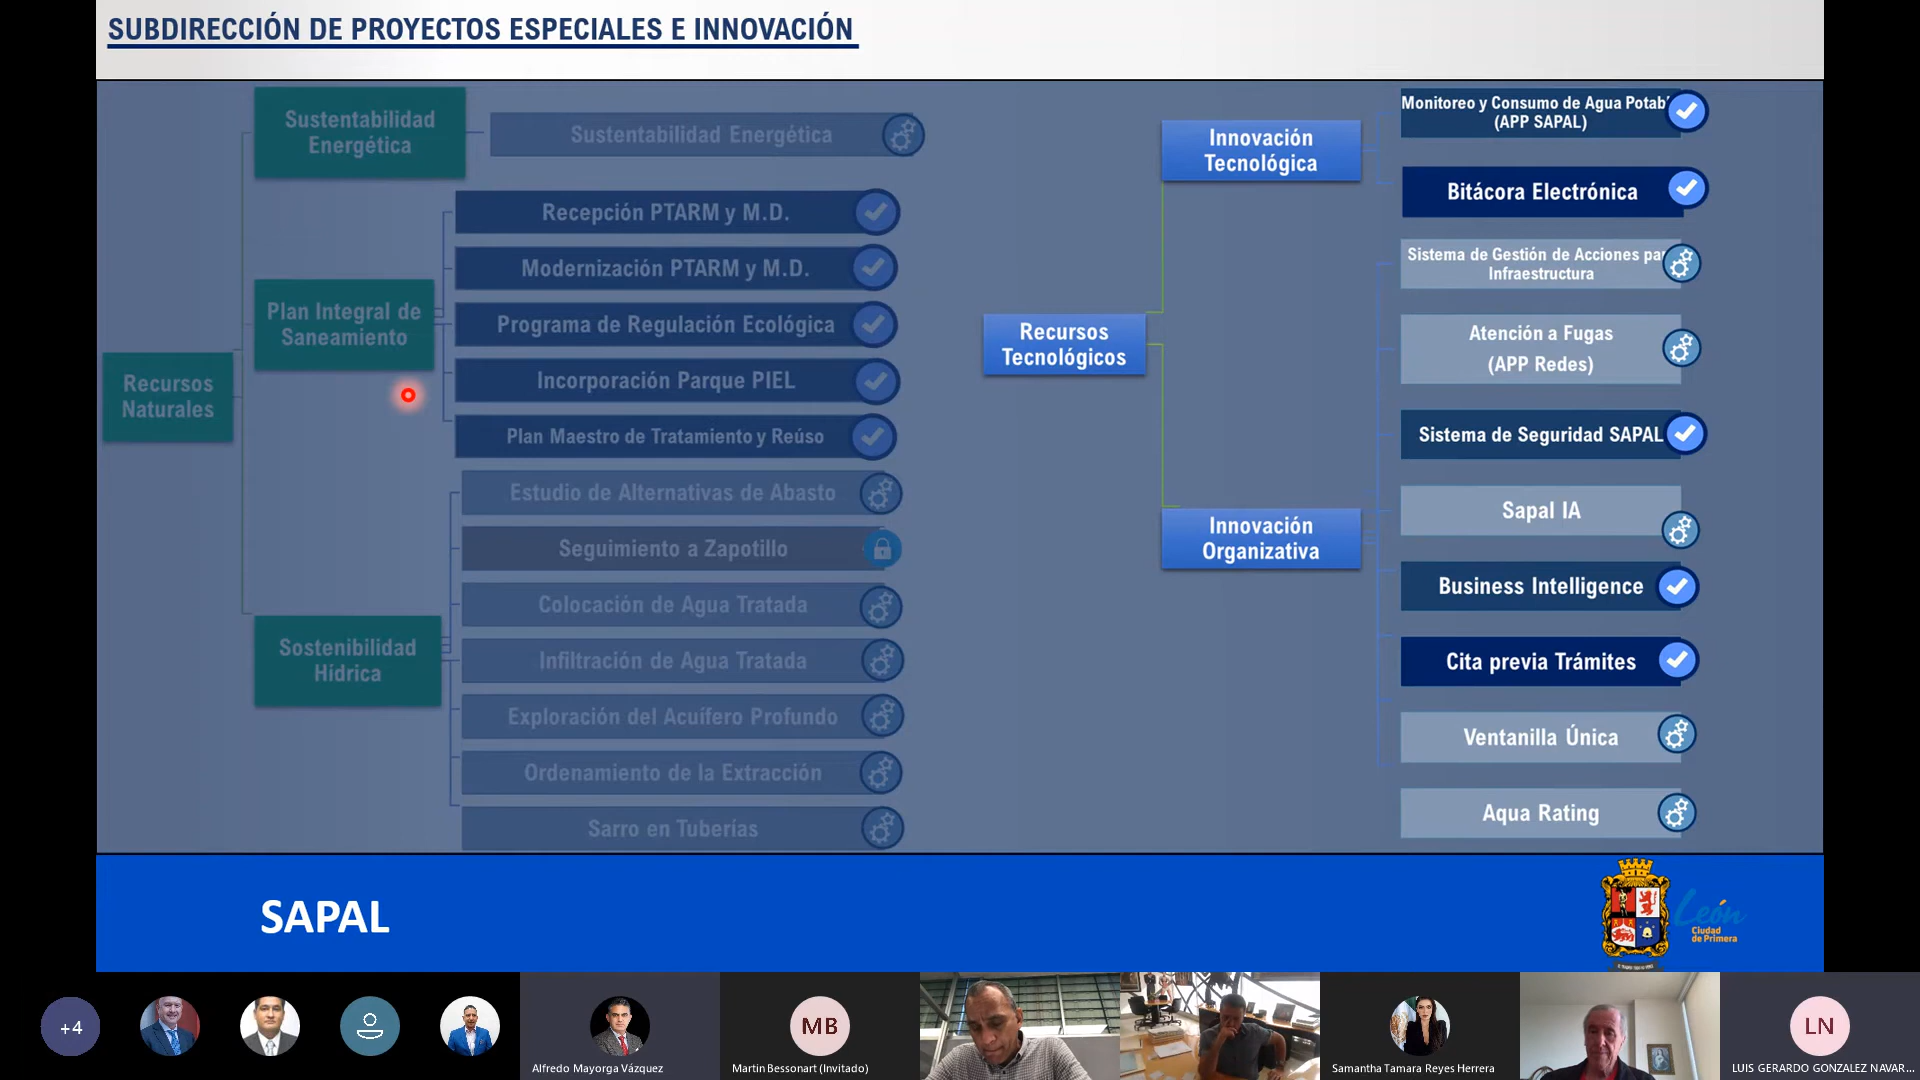 SUBDIRECCIÓN DE PROYECTOS ESPECIALES E INNOVACIÓN
Recursos
Naturales
Sustentabilidad
Energética
Sustentabilidad Energética
Plan Integral de
Saneamiento
Recepción PTARM y M.D.
Modernización PTARM y M.D.
Programa de Regulación Ecológica
Incorporación Parque PIEL
Plan Maestro de Tratamiento y Reúso
Sostenibilidad
Hídrica
Estudio de Alternativas de Abasto
Seguimiento a Zapotillo
Colocación de Agua Tratada
Infiltración de Agua Tratada
Exploración del Acuífero Profundo
Ordenamiento de la Extracción
Sarro en Tuberías
Recursos
Tecnológicos
Innovación
Tecnológica
Monitoreo y Consumo de Agua Potab
(APP SAPAL)
Bitácora Electrónica
Innovación
Organizativa
Sistema de Gestión de Acciones par
Infraestructura
Atención a Fugas
(APP Redes)
Sistema de Seguridad SAPAL
Sapal IA
Business Intelligence
Cita previa Trámites
Ventanilla Única
Aqua Rating
SAPAL
León
Ciudad
de Primera
+4
Alfredo Mayorga Vázquez
MB
Martin Bessonart (Invitado)
Samantha Tamara Reyes Herrera
LN
LUIS GERARDO GONZALEZ NAVAR...